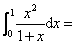 ∫₀¹ x²/(1+x) dx =